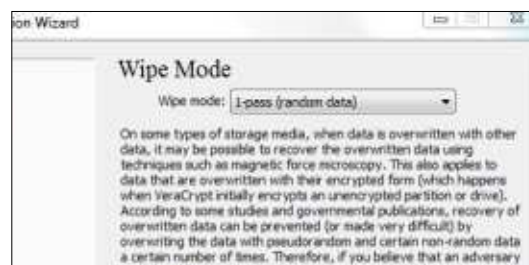 ion Wizard
Wipe Mode
Wipe mode: 1-pass (random data)
On some types of storage media, when data is overwritten with other
data, it may be possible to recover the overwritten data using
techniques such as magnetic force microscopy. This also applies to
data that are overwritten with their encrypted form (which happens
when VeraCrypt initially encrypts an unencrypted partition or drive).
According to some studies and governmental publications, recovery of
overwritten data can be prevented (or made very difficult) by
overwriting the data with pseudorandom and certain non-random data
a certain number of times. Therefore, if you believe that an adversary